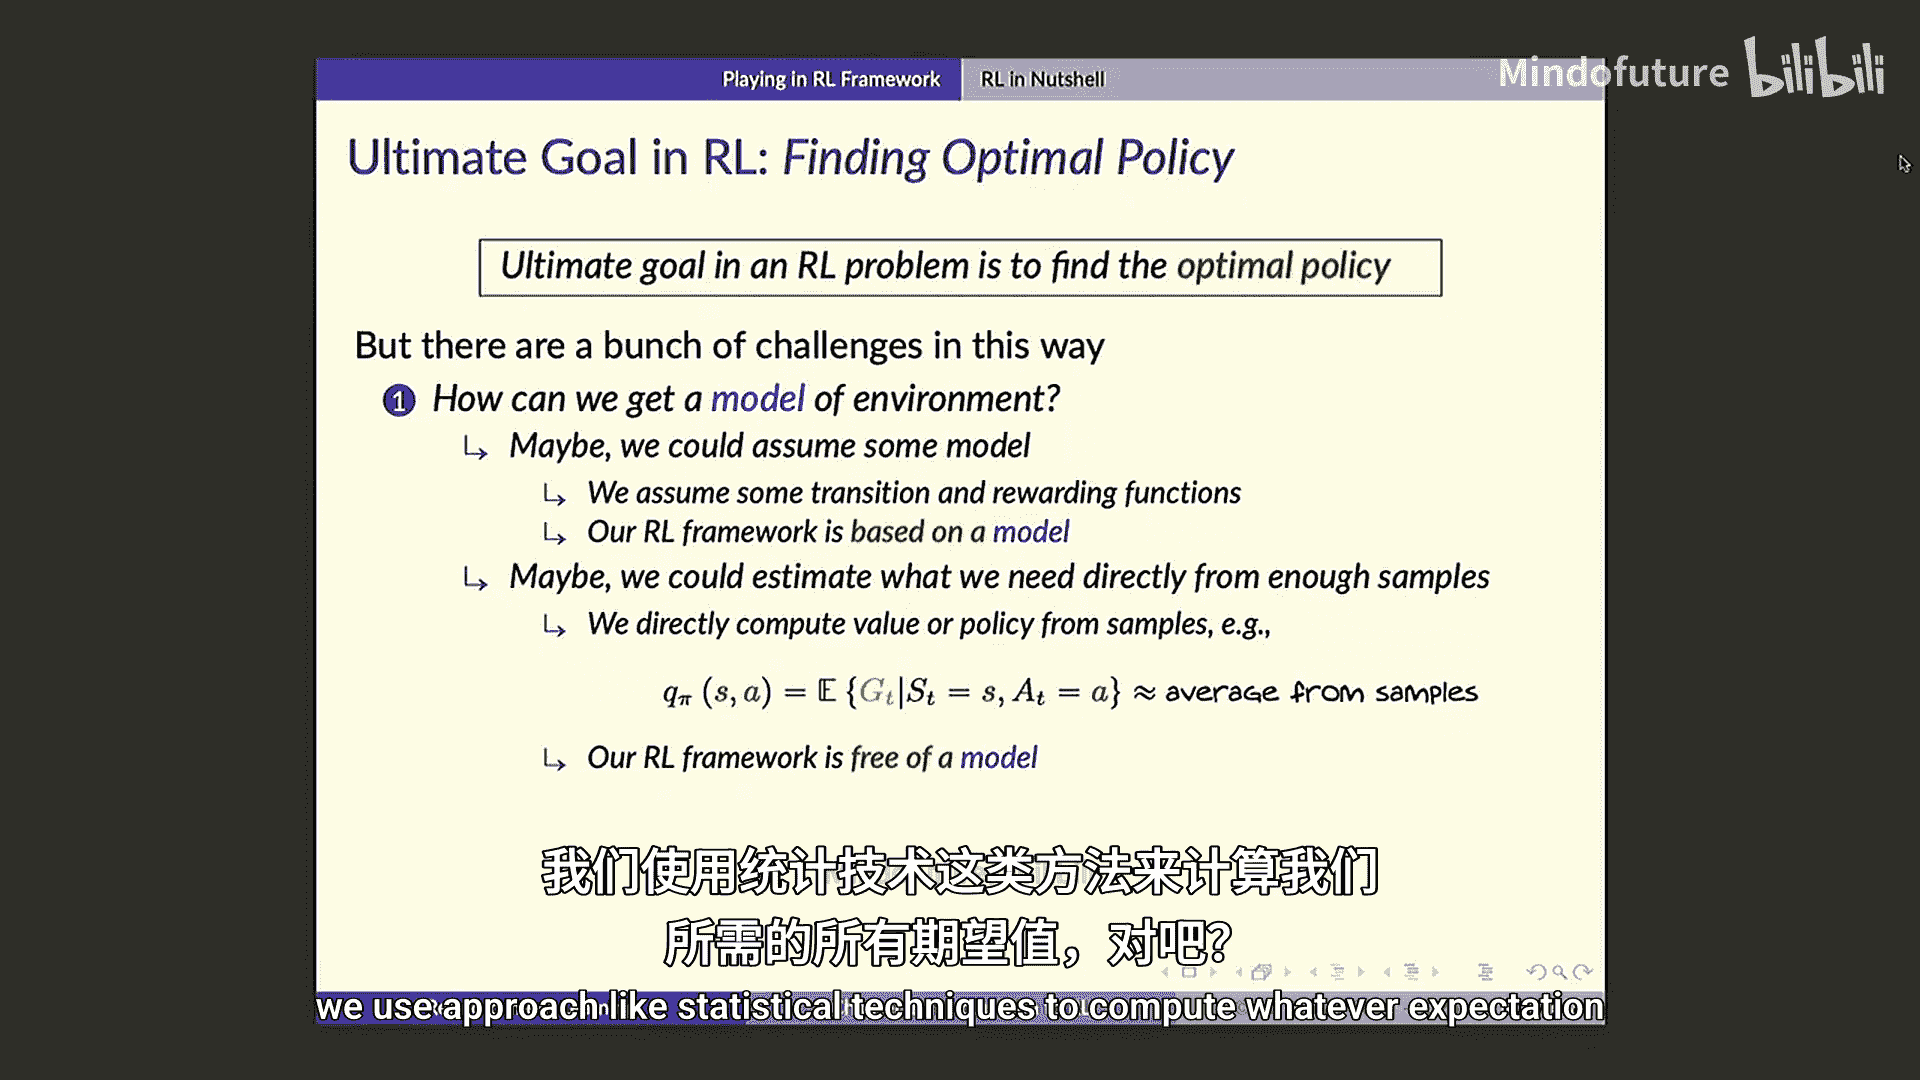 Playing in RL Framework RL in Nutshell
Mindofuture bilibili
Ultimate Goal in RL: Finding Optimal Policy
Ultimate goal in an RL problem is to find the optimal policy
But there are a bunch of challenges in this way
1 How can we get a model of environment?
↳ Maybe, we could assume some model
↳ We assume some transition and rewarding functions
↳ Our RL framework is based on a model
↳ Maybe, we could estimate what we need directly from enough samples
↳ We directly compute value or policy from samples, e.g.,
qπ (s, a) = 𝔼 {Gt|St = s, At = a} ≈ average from samples
↳ Our RL framework is free of a model
我们使用统计技术这类方法来计算我们
所需的所有期望值，对吧？
we use approach like statistical techniques to compute whatever expectation